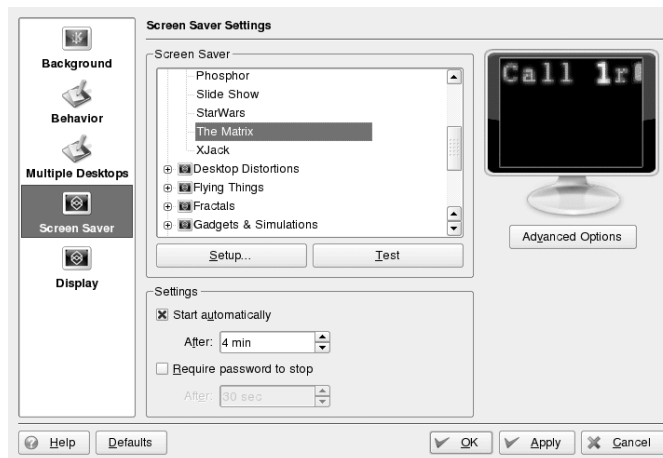 Screen Saver Settings
Background
Behavior
Multiple Desktops
Screen Saver
Display
Screen Saver
Phosphor
Slide Show
StarWars
The Matrix
XJack
Desktop Distortions
Flying Things
Fractals
Gadgets & Simulations
Setup...
Test
Call 1r
Advanced Options
Settings
Start automatically
After: 4 min
Require password to stop
After: 30 sec
Help
Defaults
OK
Apply
Cancel